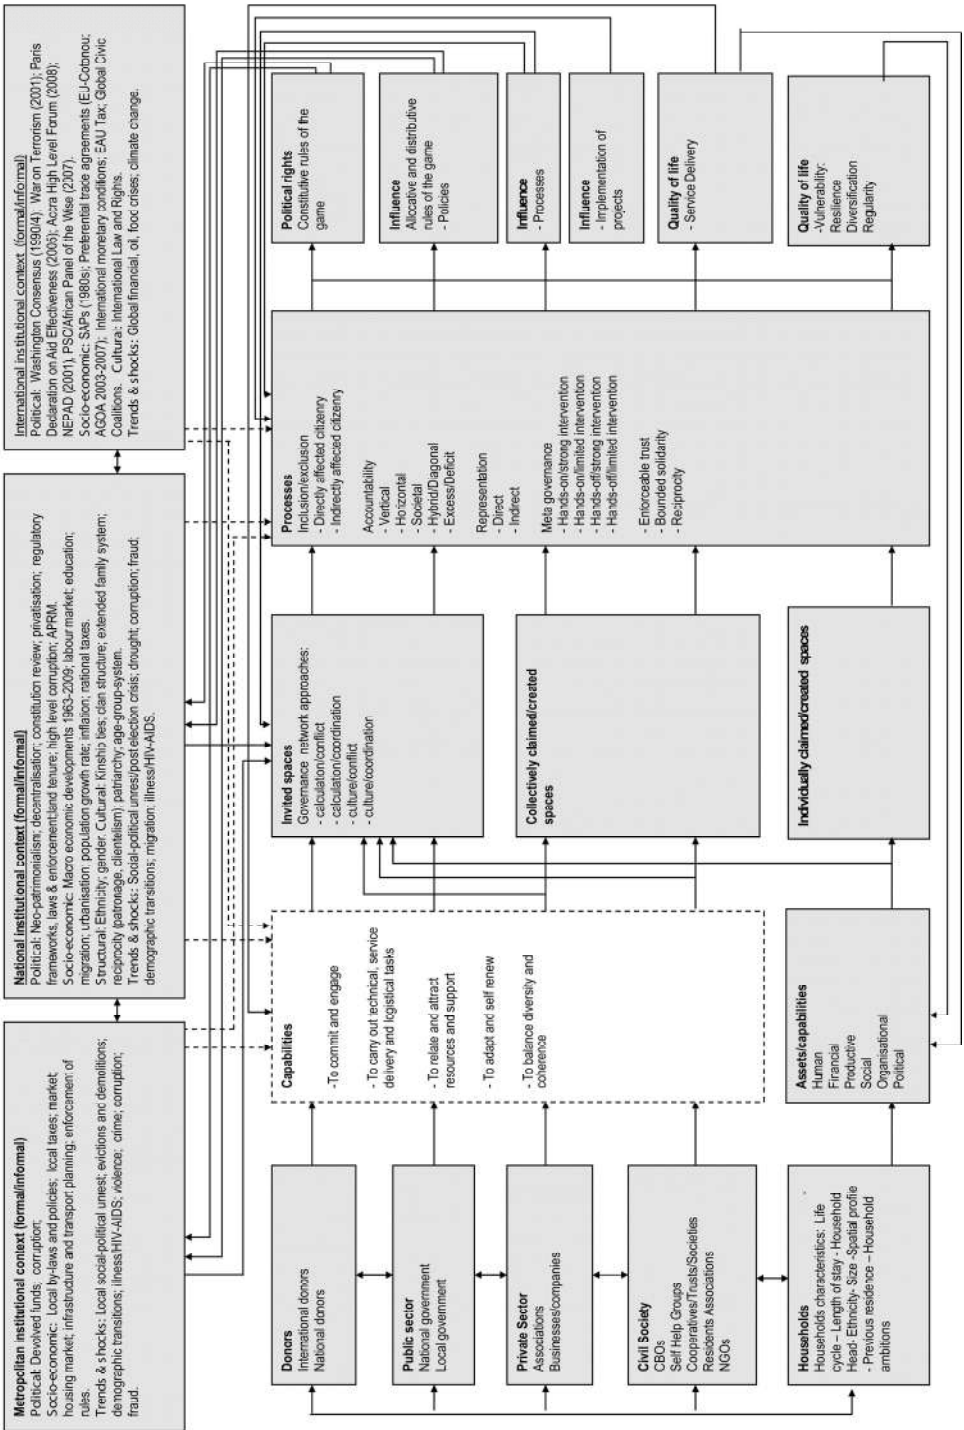 Metropolitan institutional context (formal/informal)
Political: Devolved funds; corruption;
Socio-economic: Local by-laws and policies; local taxes; market;
housing market; infrastructure and transport planning; enforcement of
rules.
Trends & shocks: Local social-political unrest; evictions and demolitions;
demographic transitions; illness/HIV-AIDS; violence; crime; corruption;
fraud.
National institutional context (formal/informal)
Political: Neo-patrimonialism; decentralisation; constitution review; privatisation; regulatory
frameworks, laws & enforcement;land tenure; high level corruption; APRM.
Socio-economic: Macro economic developments 1963-2009; labour market; education;
migration; urbanisation; population growth rate; inflation; national taxes.
Structural: Ethnicity; gender. Cultural: Kinship ties; clan structure; extended family system;
reciprocity (patronage, clientelism); patriarchy; age-group-system.
Trends & shocks: Social-political unrest/post election crisis; drought; corruption; fraud;
demographic transitions; migration; illness/HIV-AIDS.
International institutional context (formal/informal)
Political: Washington Consensus (1990/4); War on Terrorism (2001); Paris
Declaration on Aid Effectiveness (2005); Accra High Level Forum (2008);
NEPAD (2001), PSC/African Panel of the Wise (2007).
Socio-economic: SAPs (1980s); Preferential trade agreements (EU-Cotonou;
AGOA 2003-2007); International monetary conditions; EAU Tax; Global Civic
Coalitions. Cultural: International Law and Rights.
Trends & shocks: Global financial, oil, food crises; climate change.
Donors
International donors
National donors
Public sector
National government
Local government
Private Sector
Associations
Businesses/companies
Civil Society
CBOs
Self Help Groups
Cooperatives/Trusts/Societies
Residents Associations
NGOs
Households
Households characteristics: Life
cycle – Length of stay - Household
Head- Ethnicity- Size -Spatial profile
- Previous residence – Household
ambitions
Capabilities
-To commit and engage
-To carry out technical, service
delivery and logistical tasks
-To relate and attract
resources and support
-To adapt and self renew
-To balance diversity and
coherence
Assets/capabilities
Human
Financial
Productive
Social
Organisational
Political
Invited spaces
Governance network approaches:
- calculation/conflict
- calculation/coordination
- culture/conflict
- culture/coordination
Collectively claimed/created
spaces
Individually claimed/created spaces
Processes
Inclusion/exclusion
- Directly affected citizenry
- Indirectly affected citizenry
Accountability
- Vertical
- Horizontal
- Societal
- Hybrid/Diagonal
- Excess/Deficit
Representation
- Direct
- Indirect
Meta governance
- Hands-on/strong intervention
- Hands-on/limited intervention
- Hands-off/strong intervention
- Hands-off/limited intervention
- Enforceable trust
- Bounded solidarity
- Reciprocty
Political rights
Constitutive rules of the
game
Influence
Allocative and distributive
rules of the game
- Policies
Influence
- Processes
Influence
- Implementation of
projects
Quality of life
- Service Delivery
Quality of life
-Vulnerability:
Resilience
Diversification
Regularity